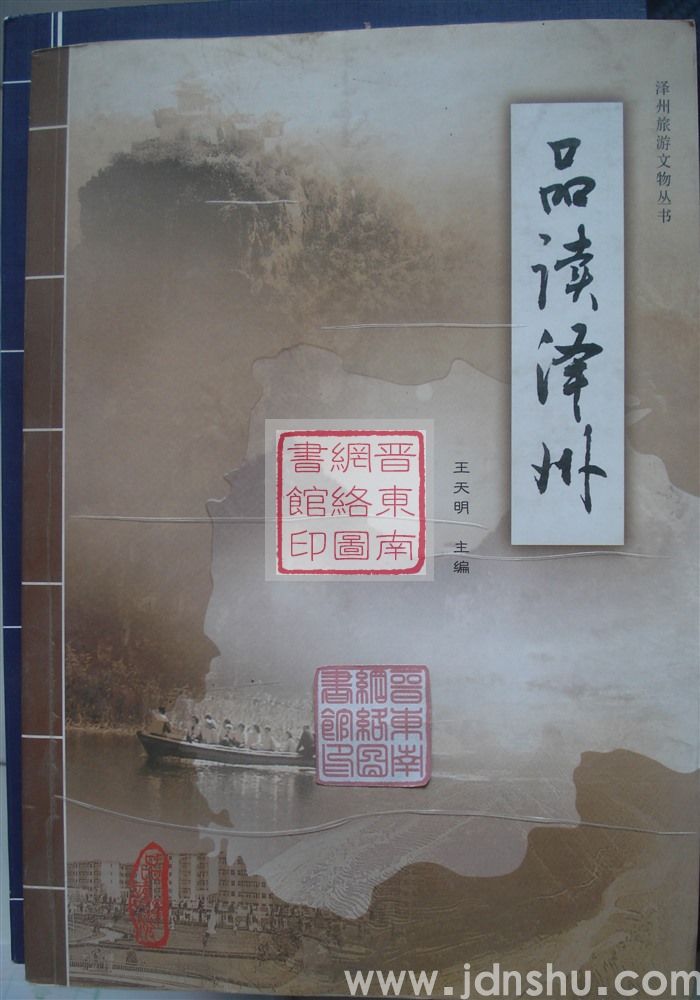 泽州旅游文物丛书
品读泽州
王天明 主编
晋東南
網絡圖
書館印
晋東南
網絡圖
書館印
www.jdnshu.com